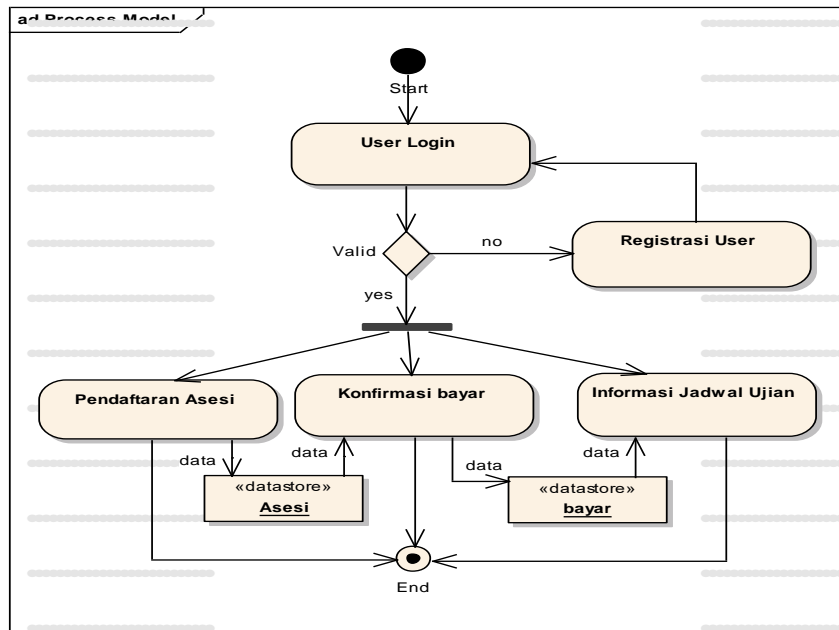 ad Process Model
Start
User Login
Valid
no
Registrasi User
yes
Pendaftaran Asesi
Konfirmasi bayar
Informasi Jadwal Ujian
data
data
data
data
«datastore»
Asesi
«datastore»
bayar
End